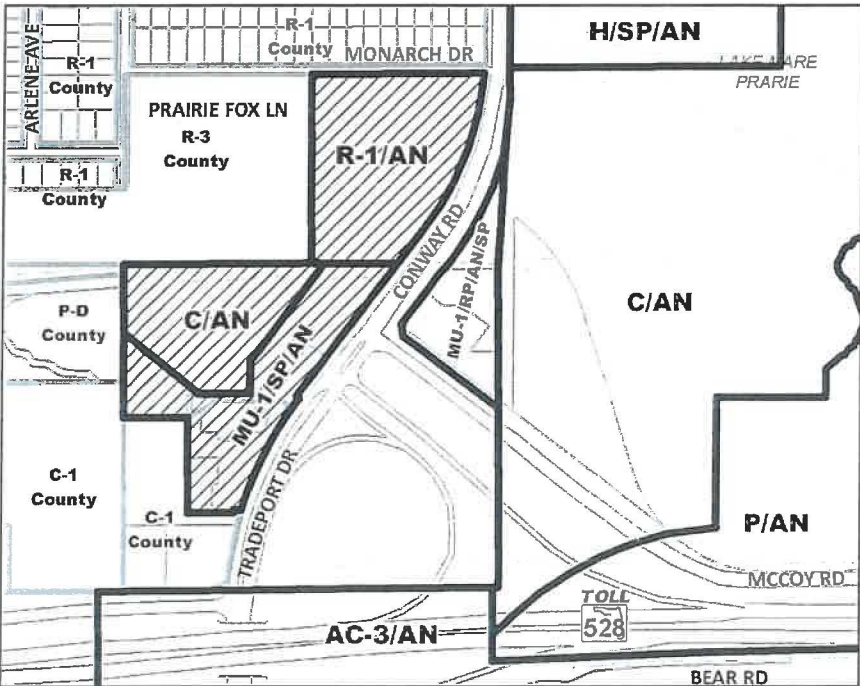 R-1
County
MONARCH DR
H/SP/AN
LAKE MARE
PRARIE
ARLENE AVE
R-1
County
PRAIRIE FOX LN
R-3
County
R-1/AN
R-1
County
CONWAY RD
MU-1/RP/AN/SP
C/AN
P-D
County
C/AN
MU-1/SP/AN
C-1
County
C-1
County
TRADEPORT DR
P/AN
MCCOY RD
TOLL
528
AC-3/AN
BEAR RD